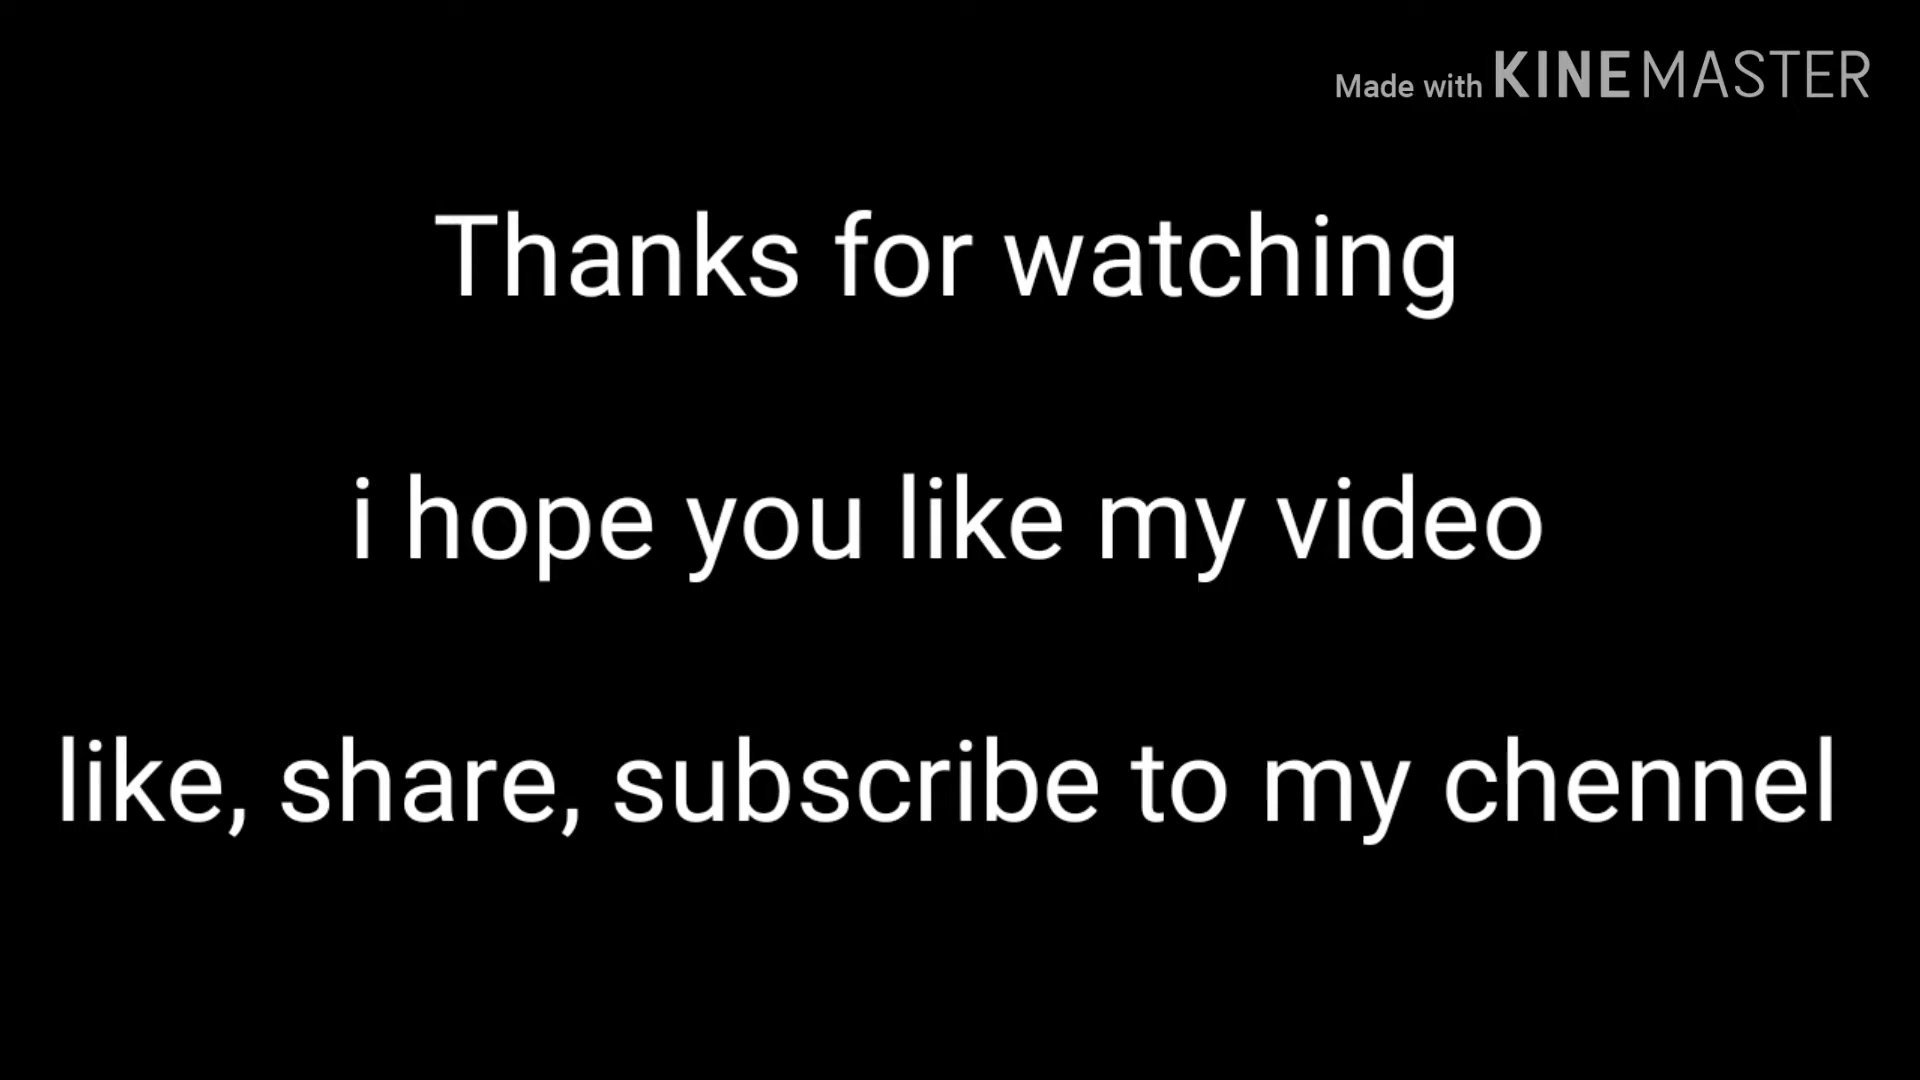 Made with KINEMASTER
Thanks for watching
i hope you like my video
like, share, subscribe to my chennel